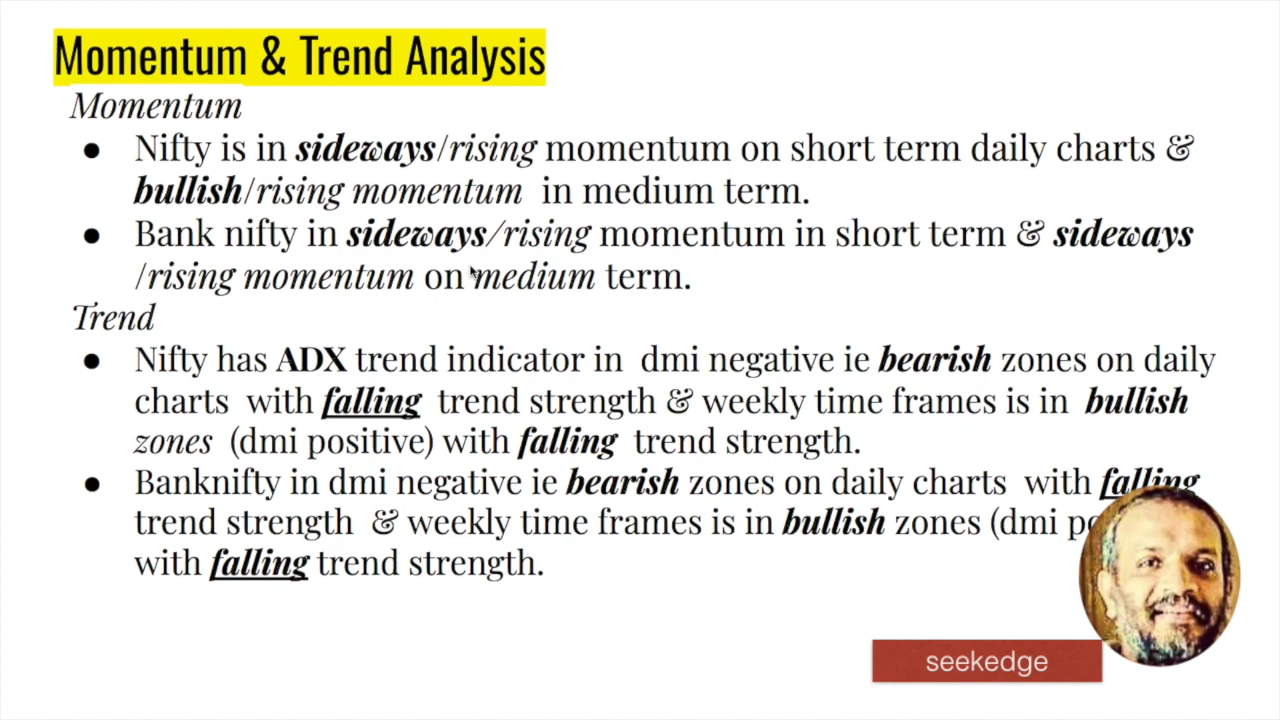 Momentum & Trend Analysis
Momentum
● Nifty is in sideways/rising momentum on short term daily charts &
bullish/rising momentum in medium term.
● Bank nifty in sideways/rising momentum in short term & sideways
/rising momentum on medium term.
Trend
● Nifty has ADX trend indicator in dmi negative ie bearish zones on daily
charts with falling trend strength & weekly time frames is in bullish
zones (dmi positive) with falling trend strength.
● Banknifty in dmi negative ie bearish zones on daily charts with falling
trend strength & weekly time frames is in bullish zones (dmi
with falling trend strength.
seekedge